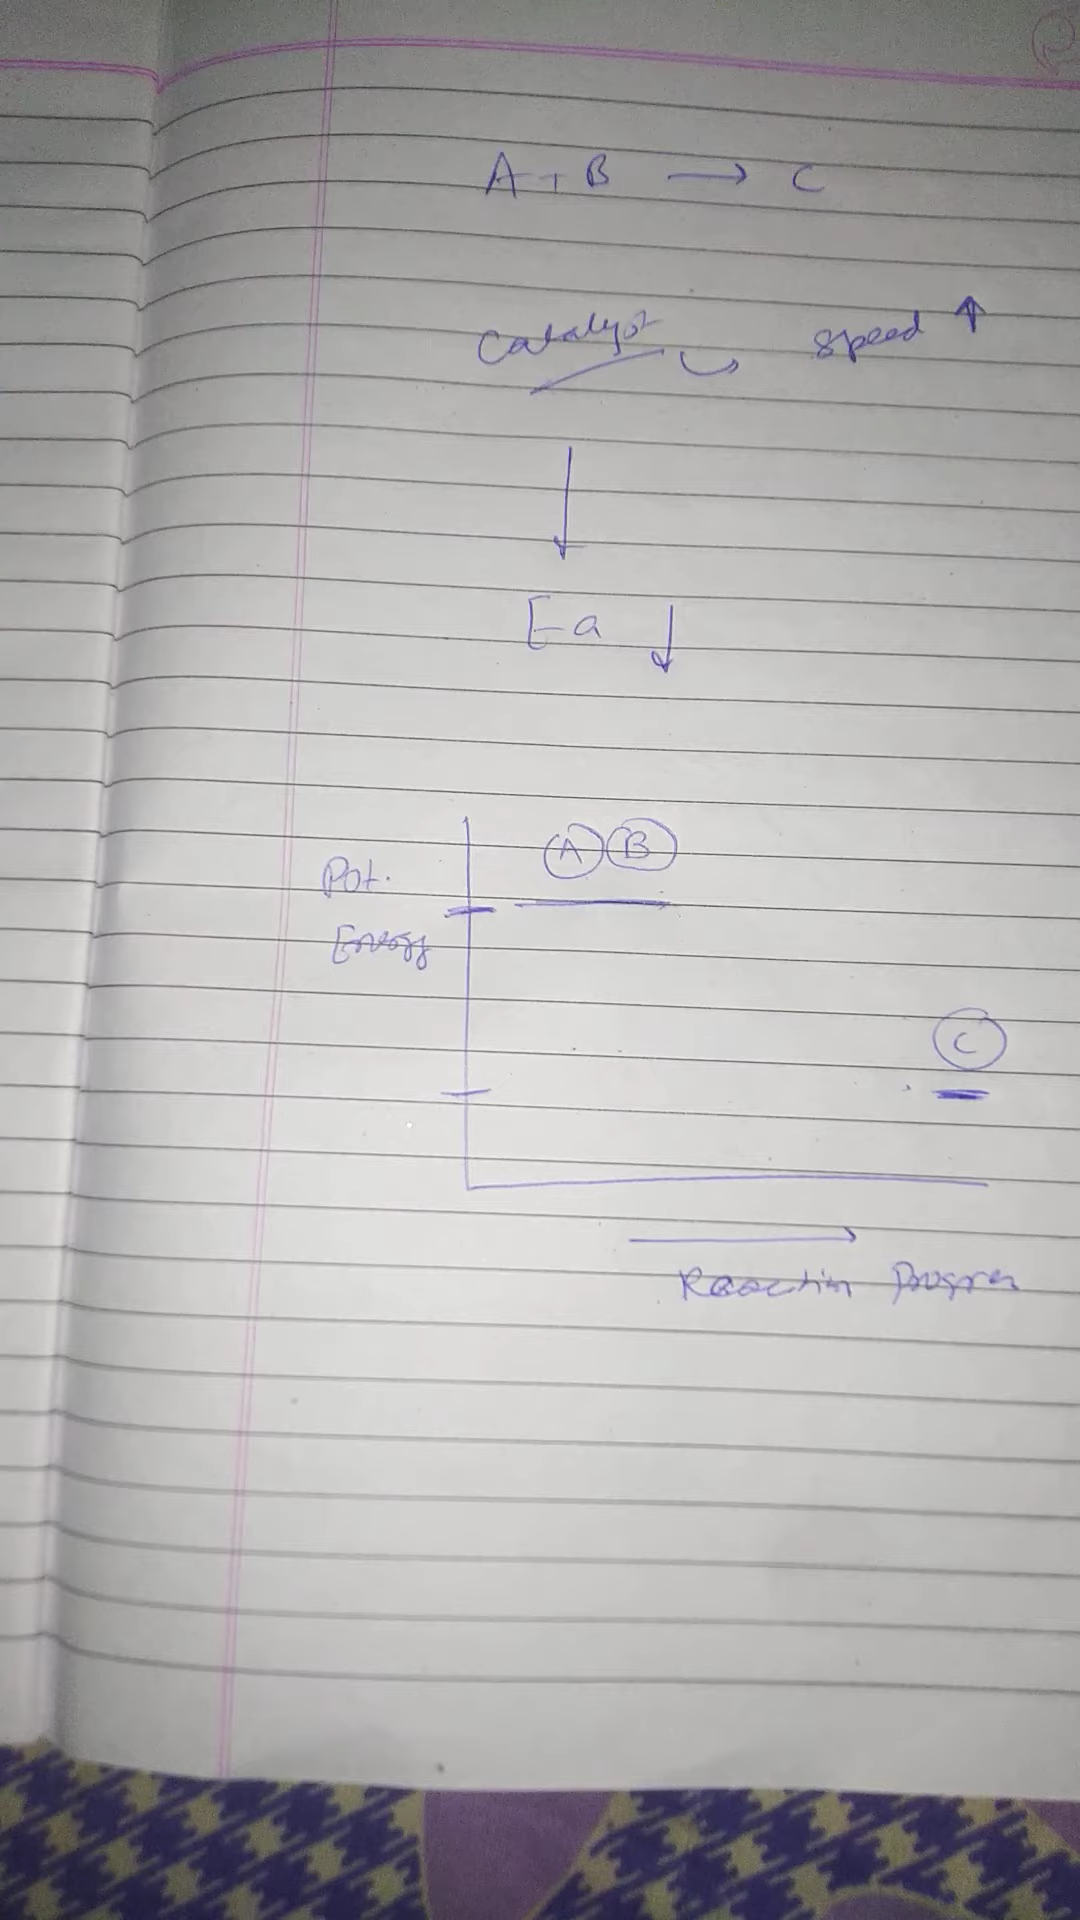 A + B → C
Catalyst speed ↑
↓
Ea ↓
A B
Pot.
Energy
C
→
Reaction Progress